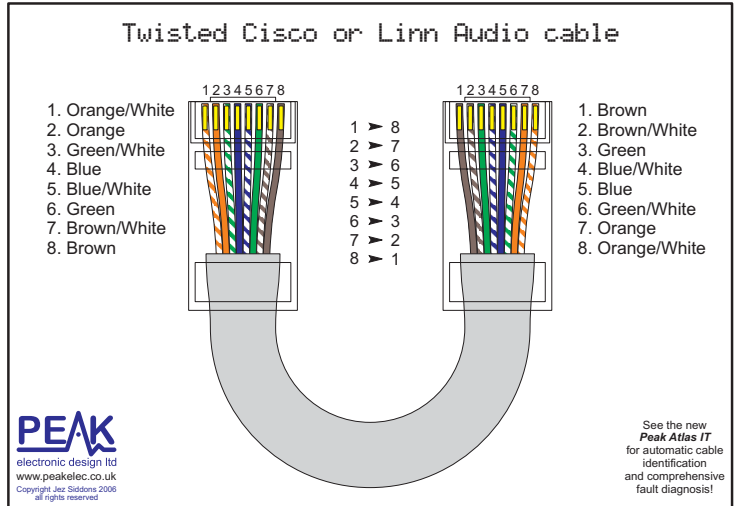 Twisted Cisco or Linn Audio cable
12345678
12345678
1. Orange/White
2. Orange
3. Green/White
4. Blue
5. Blue/White
6. Green
7. Brown/White
8. Brown
1 ➤ 8
2 ➤ 7
3 ➤ 6
4 ➤ 5
5 ➤ 4
6 ➤ 3
7 ➤ 2
8 ➤ 1
1. Brown
2. Brown/White
3. Green
4. Blue/White
5. Blue
6. Green/White
7. Orange
8. Orange/White
PEAK
electronic design ltd
www.peakelec.co.uk
Copyright Jez Siddons 2006
all rights reserved
See the new
Peak Atlas IT
for automatic cable
identification
and comprehensive
fault diagnosis!